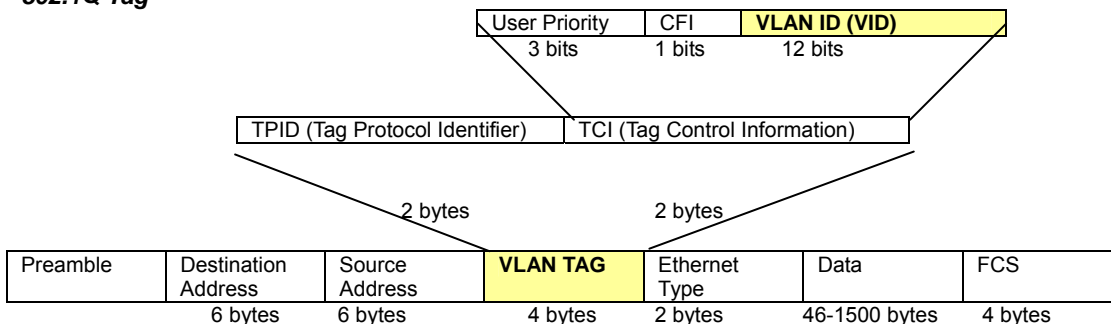 802.1Q Tag
User Priority CFI VLAN ID (VID)
3 bits 1 bits 12 bits
TPID (Tag Protocol Identifier) TCI (Tag Control Information)
2 bytes 2 bytes
Preamble Destination Address Source Address VLAN TAG Ethernet Type Data FCS
6 bytes 6 bytes 4 bytes 2 bytes 46-1500 bytes 4 bytes